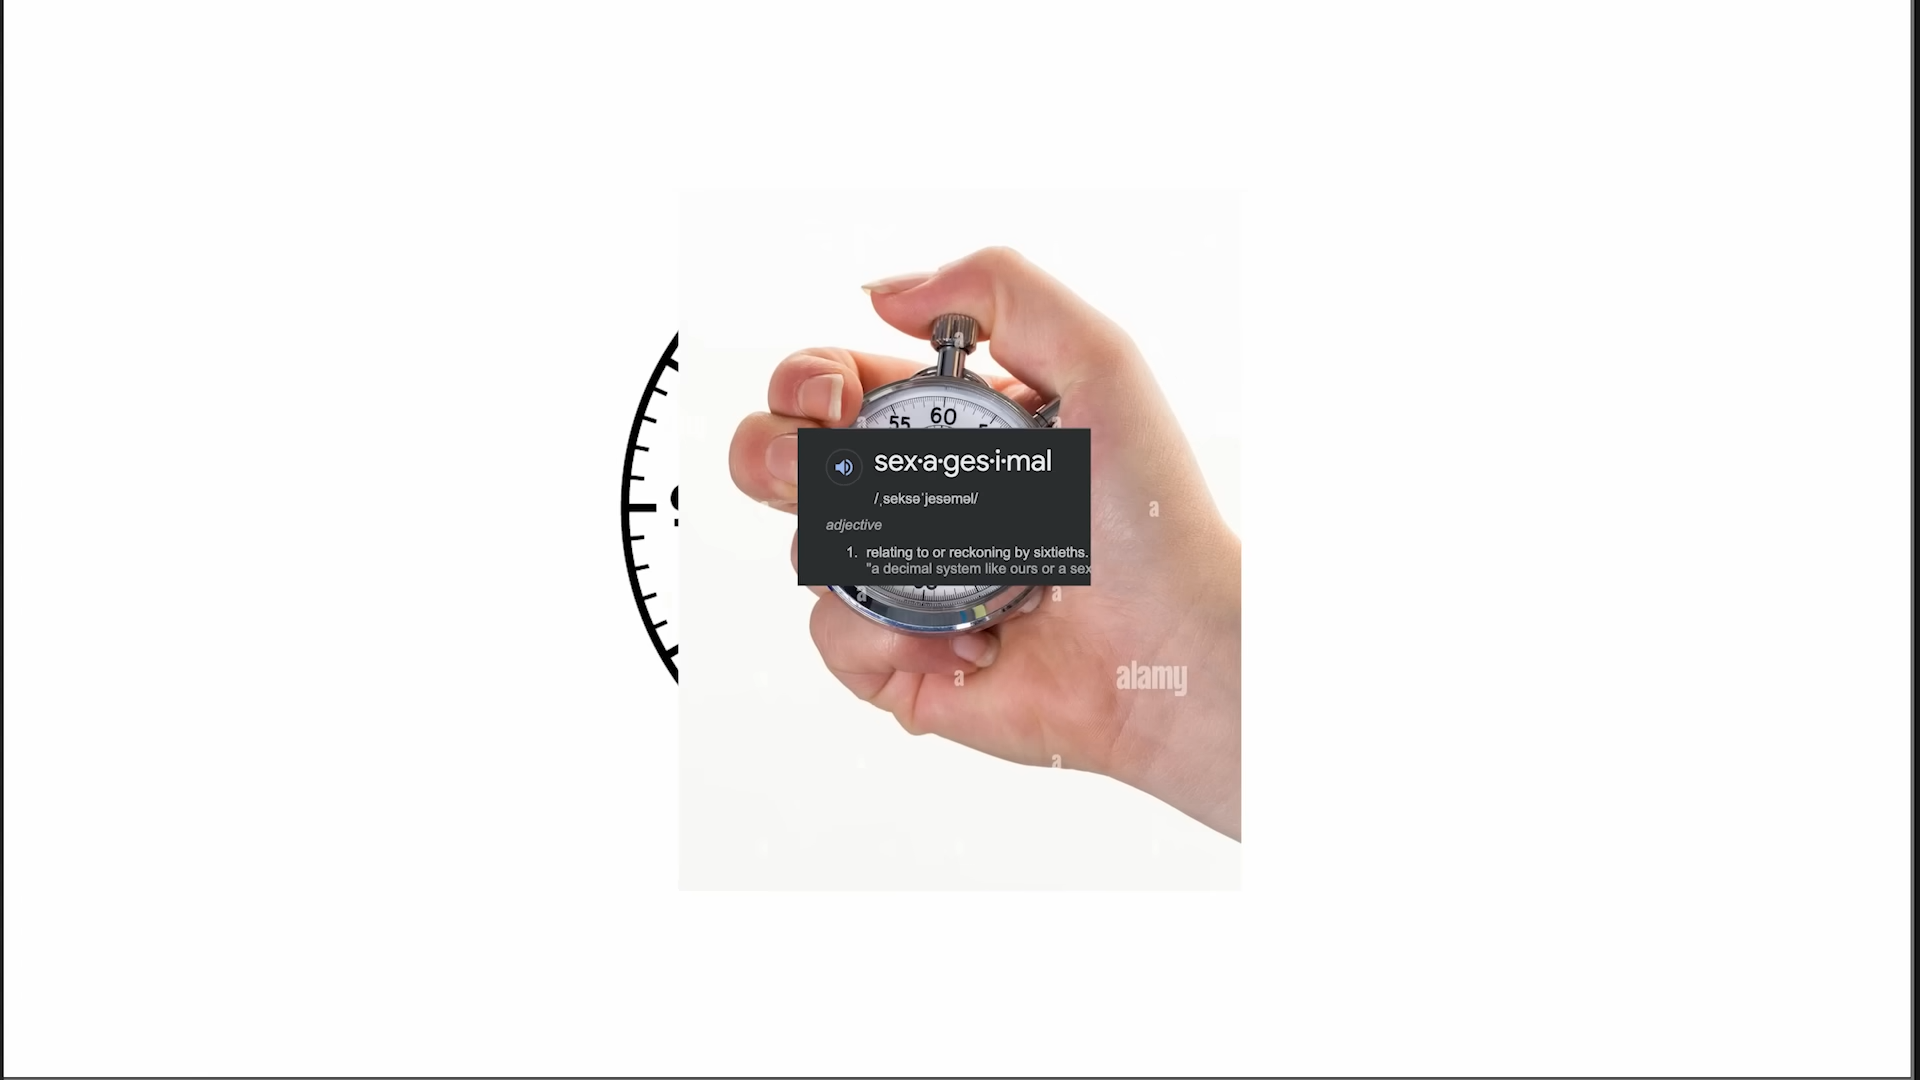 55 60
sex·a·ges·i·mal
/ˌseksəˈjesəməl/
adjective
1. relating to or reckoning by sixtieths.
"a decimal system like ours or a sex
a
a
a
a
a
a
alamy
a
a